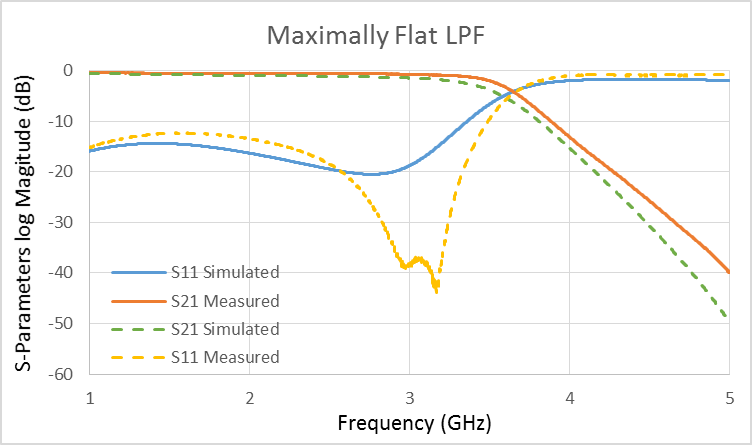 Maximally Flat LPF
S-Parameters log Magitude (dB)
0
-10
-20
-30
-40
-50
-60
S11 Simulated
S21 Measured
S21 Simulated
S11 Measured
1 2 3 4 5
Frequency (GHz)